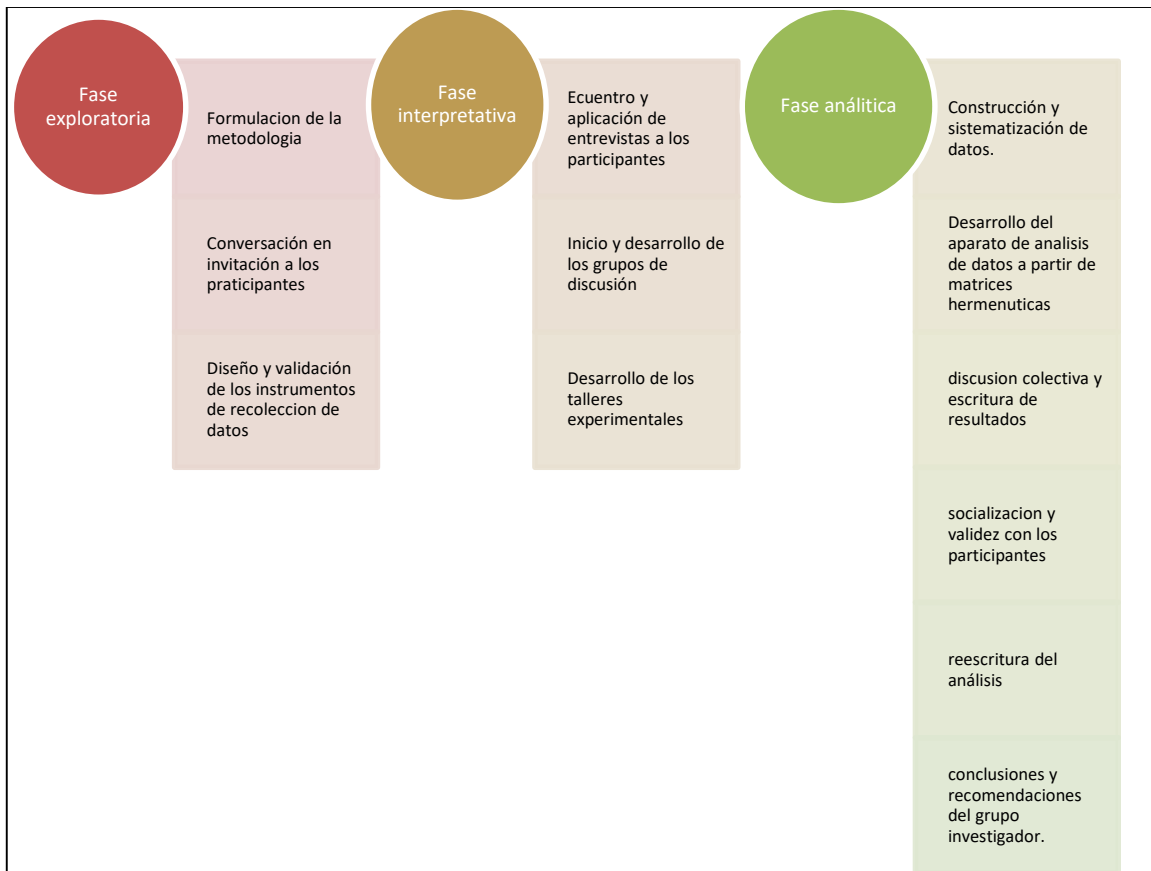 Fase
exploratoria
Formulacion de la
metodologia
Conversación en
invitación a los
praticipantes
Diseño y validación
de los instrumentos
de recoleccion de
datos
Fase
interpretativa
Ecuentro y
aplicación de
entrevistas a los
participantes
Inicio y desarrollo de
los grupos de
discusión
Desarrollo de los
talleres
experimentales
Fase análitica
Construcción y
sistematización de
datos.
Desarrollo del
aparato de analisis
de datos a partir de
matrices
hermenuticas
discusion colectiva y
escritura de
resultados
socializacion y
validez con los
participantes
reescritura del
análisis
conclusiones y
recomendaciones
del grupo
investigador.